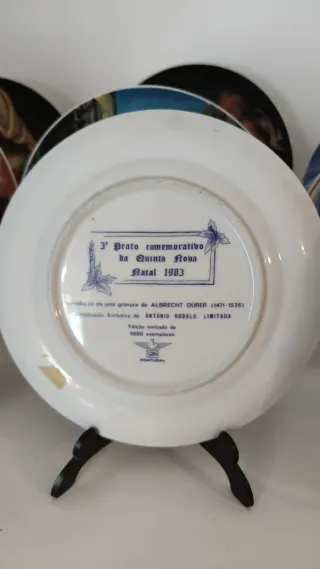 3º Prato comemorativo
da Quinta Nova
Natal 1983
Reprodução de uma gravura de ALBRECHT DÜRER (1471-1528)
Distribuição Exclusiva de ANTÓNIO RODALO, LIMITADA
Edição limitada de
5000 exemplares
PORTUGAL